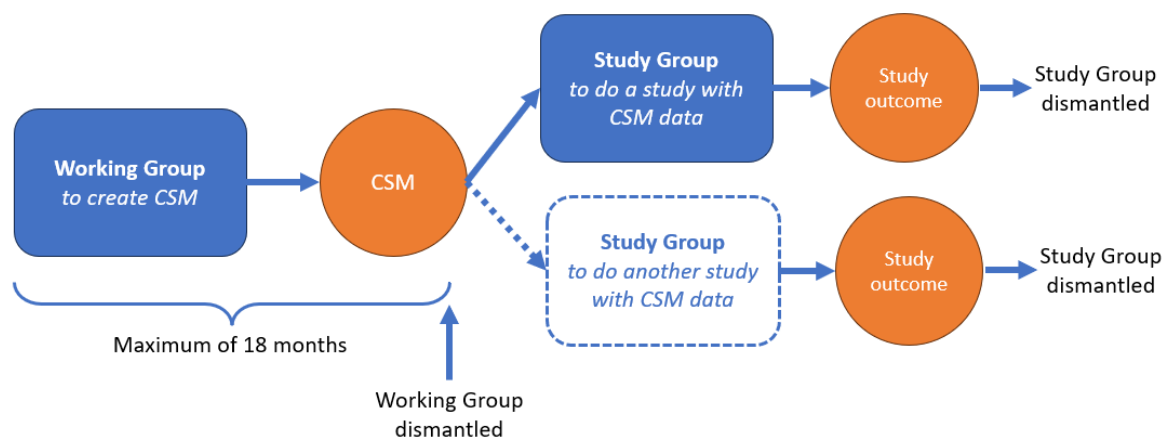 Working Group
to create CSM
CSM
Maximum of 18 months
Working Group
dismantled
Study Group
to do a study with
CSM data
Study
outcome
Study Group
dismantled
Study Group
to do another study
with CSM data
Study
outcome
Study Group
dismantled